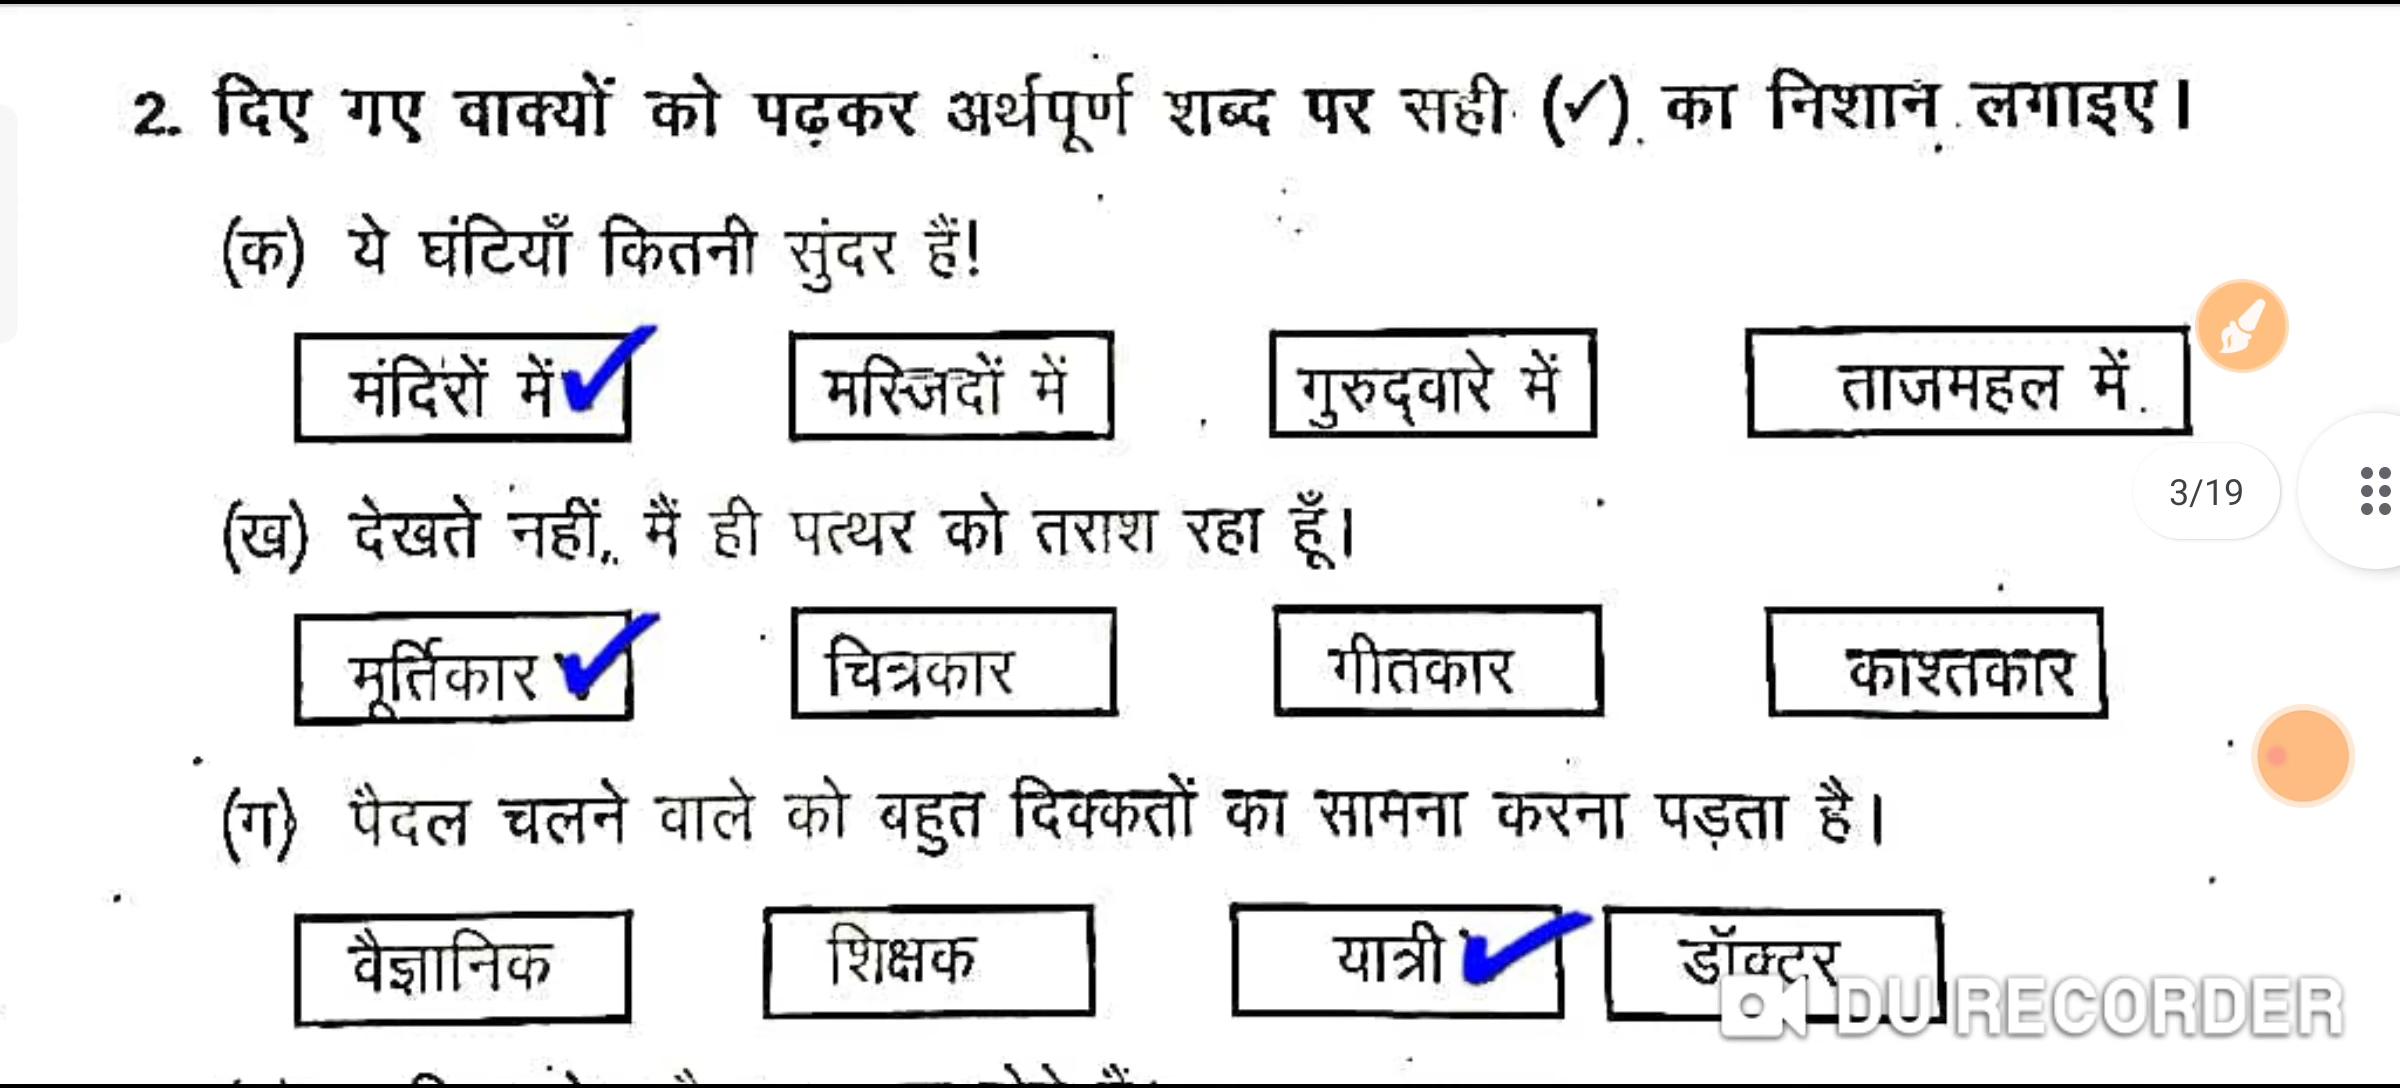 2. दिए गए वाक्यों को पढ़कर अर्थपूर्ण शब्द पर सही (✓) का निशान लगाइए।
(क) ये घंटियाँ कितनी सुंदर हैं!
मंदिरों में ✓ मस्जिदों में गुरुद्वारे में ताजमहल में
3/19
(ख) देखते नहीं, मैं ही पत्थर को तराश रहा हूँ।
मूर्तिकार ✓ चित्रकार गीतकार काश्तकार
(ग) पैदल चलने वाले को बहुत दिक्कतों का सामना करना पड़ता है।
वैज्ञानिक शिक्षक यात्री ✓ डॉक्टर
DU RECORDER